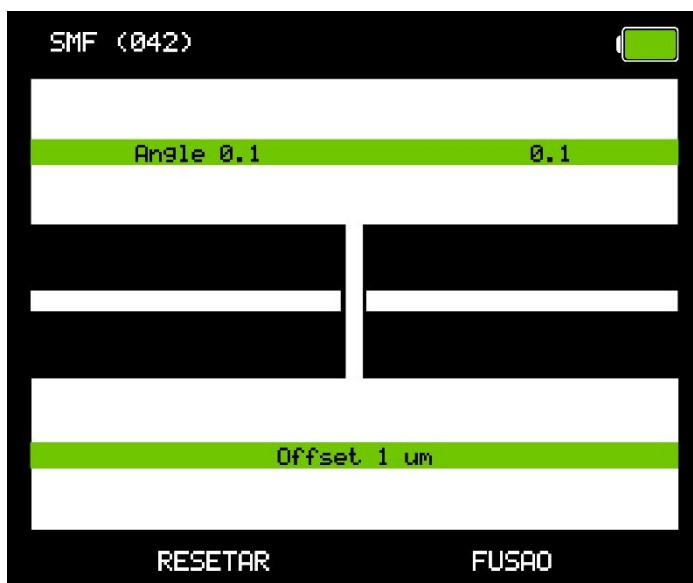 SMF (042)
Angle 0.1 0.1
Offset 1 um
RESETAR FUSAO